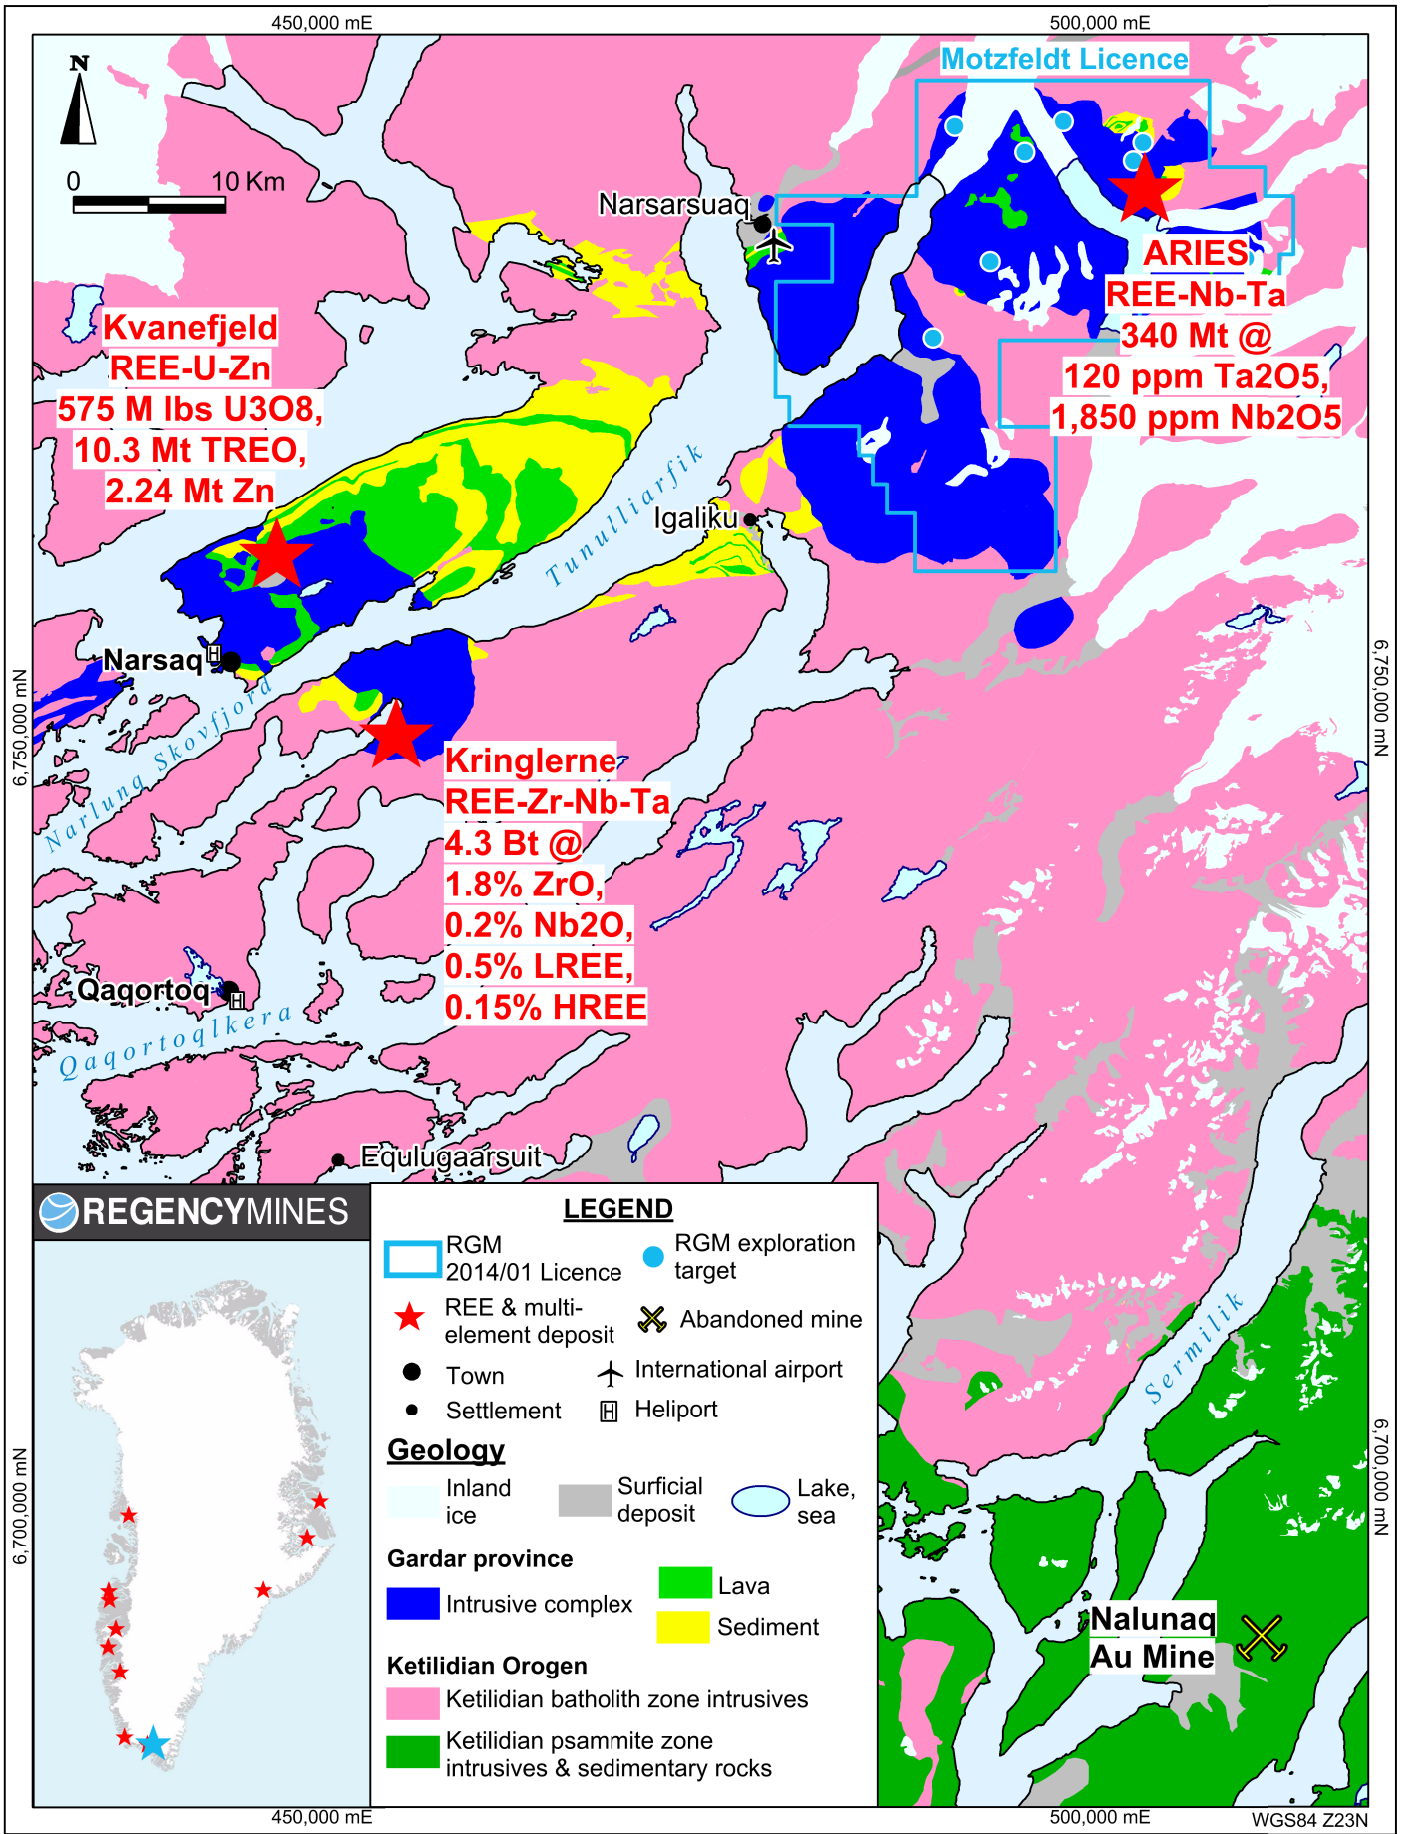 450,000 mE
500,000 mE
Motzfeldt Licence
N
0
10 Km
Narsarsuaq
ARIES
REE-Nb-Ta
340 Mt @
120 ppm Ta2O5,
1,850 ppm Nb2O5
Kvanefjeld
REE-U-Zn
575 M lbs U3O8,
10.3 Mt TREO,
2.24 Mt Zn
Tunulliarfik
Igaliku
Narsaq
H
6,750,000 mN
6,750,000 mN
Narlunq Skovfjord
Kringlerne
REE-Zr-Nb-Ta
4.3 Bt @
1.8% ZrO,
0.2% Nb2O,
0.5% LREE,
0.15% HREE
Qaqortoq
H
Qaqortoqlkera
Equlugaarsuit
REGENCYMINES
LEGEND
RGM
2014/01 Licence
RGM exploration
target
REE & multi-
element deposit
Abandoned mine
Town
International airport
Settlement
H
Heliport
Geology
Inland
ice
Surficial
deposit
Lake,
sea
Gardar province
Intrusive complex
Lava
Sediment
Ketilidian Orogen
Ketilidian batholith zone intrusives
Ketilidian psammite zone
intrusives & sedimentary rocks
Sermilik
6,700,000 mN
6,700,000 mN
Nalunaq
Au Mine
450,000 mE
500,000 mE
WGS84 Z23N